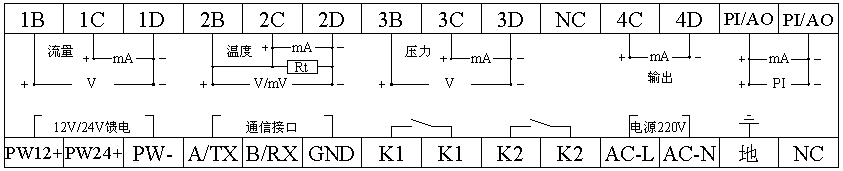 1B 1C 1D 2B 2C 2D 3B 3C 3D NC 4C 4D PI/AO PI/AO
流量 + mA − 温度 + mA − 压力 + mA − + mA − + mA −
Rt
+ V − + V/mV − + V − 输出 + PI −
12V/24V馈电 通信接口 电源220V
PW12+ PW24+ PW- A/TX B/RX GND K1 K1 K2 K2 AC-L AC-N 地 NC